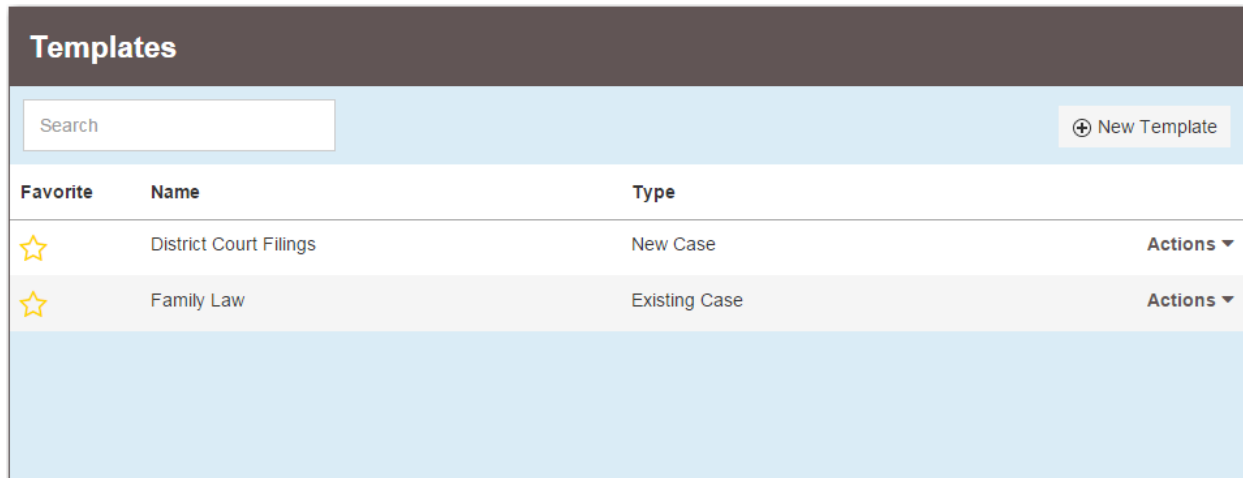 Templates
Search
New Template
Favorite Name Type
District Court Filings New Case Actions
Family Law Existing Case Actions